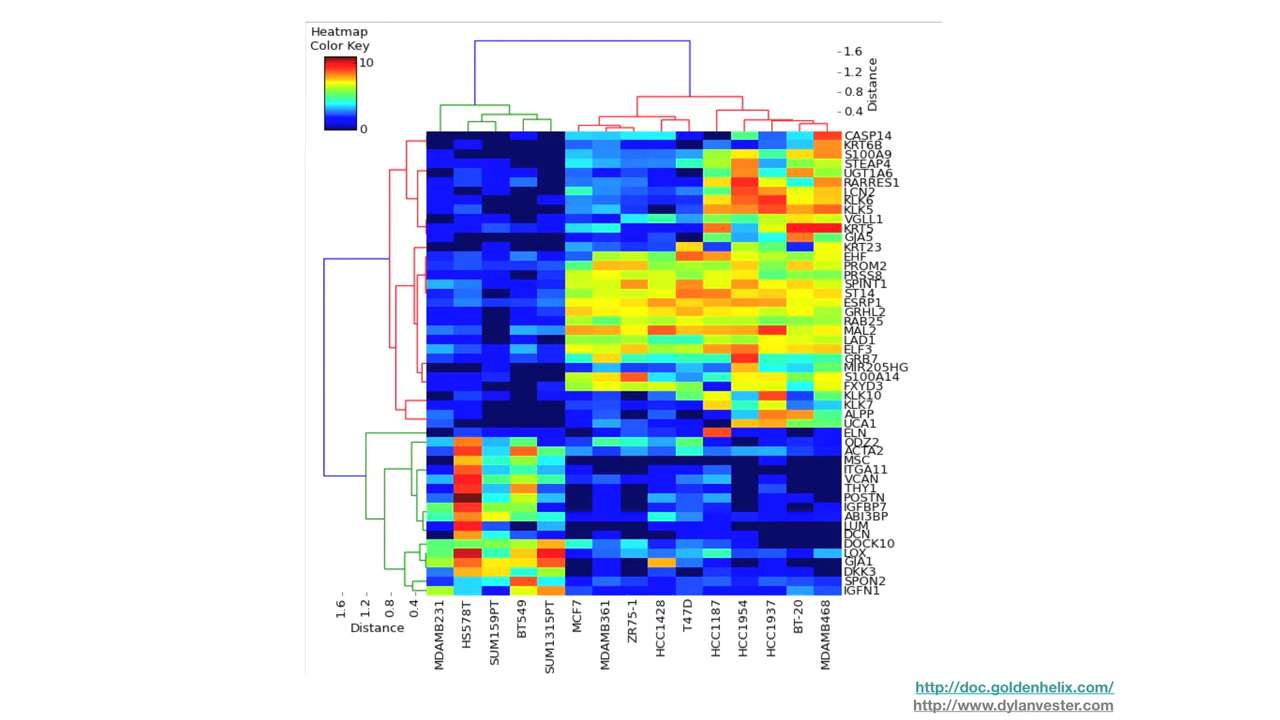 Heatmap
Color Key
10
0
1.6
1.2
0.8
0.4
Distance
CASP14
KRT6B
S100A9
STEAP4
UGT1A6
RARRES1
LCN2
KLK6
KLK5
VGLL1
KRT5
GJA5
KRT23
EHF
PROM2
PRSS8
SPINT1
ST14
ESRP1
GRHL2
RAB25
MAL2
LAD1
ELF3
GRB7
MIR205HG
S100A14
FXYD3
KLK10
KLK7
ALPP
UCA1
ELN
ODZ2
ACTA2
MSC
ITGA11
VCAN
THY1
POSTN
IGFBP7
ABI3BP
LUM
DCN
DOCK10
LOX
GJA1
DKK3
SPON2
IGFN1
1.6
1.2
0.8
0.4
Distance
MDAMB231
HS578T
SUM159PT
BT549
SUM1315PT
MCF7
MDAMB361
ZR75-1
HCC1428
T47D
HCC1187
HCC1954
HCC1937
BT-20
MDAMB468
http://doc.goldenhelix.com/
http://www.dylanvester.com